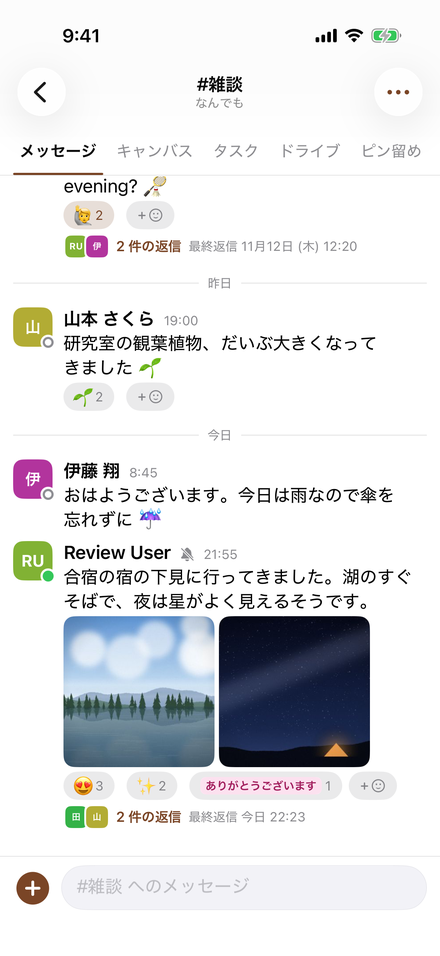 9:41
#雑談
なんでも
メッセージ キャンバス タスク ドライブ ピン留め
evening? 🎾
🙋 2 +
RU 伊 2 件の返信 最終返信 11月12日 (木) 12:20
昨日
山 山本 さくら 19:00
研究室の観葉植物、だいぶ大きくなって
きました 🌱
🌱 2 +
今日
伊 伊藤 翔 8:45
おはようございます。今日は雨なので傘を
忘れずに ☔
RU Review User 21:55
合宿の宿の下見に行ってきました。湖のすぐ
そばで、夜は星がよく見えるそうです。
😍 3 ✨ 2 ありがとうございます 1 +
田 山 2 件の返信 最終返信 今日 22:23
#雑談 へのメッセージ